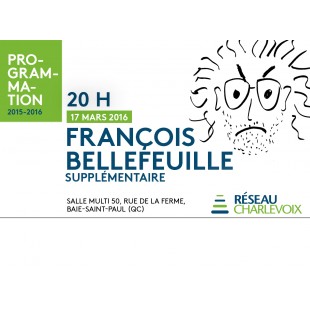 PRO-
GRAM-
MA-
TION
2015-2016
20 H
17 MARS 2016
FRANÇOIS
BELLEFEUILLE
SUPPLÉMENTAIRE
SALLE MULTI 50, RUE DE LA FERME,
BAIE-SAINT-PAUL (QC)
RÉSEAU
CHARLEVOIX